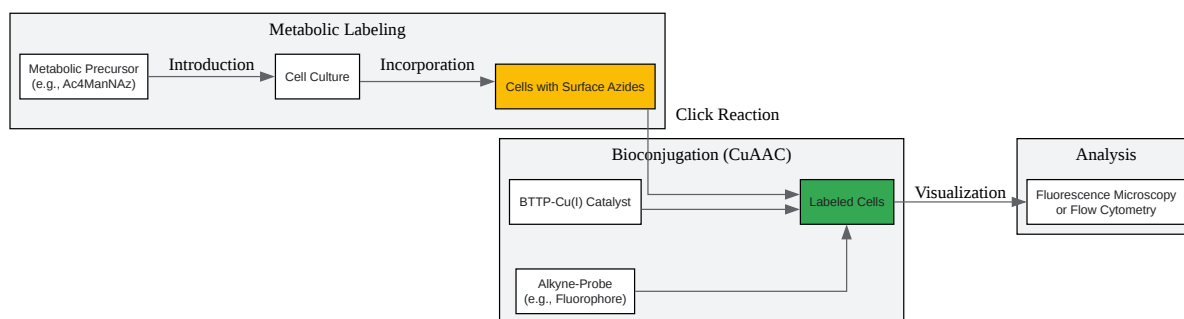 Metabolic Labeling
Metabolic Precursor
(e.g., Ac4ManNAz)
Introduction
Cell Culture
Incorporation
Cells with Surface Azides
Click Reaction
Bioconjugation (CuAAC)
BTTP-Cu(I) Catalyst
Labeled Cells
Alkyne-Probe
(e.g., Fluorophore)
Visualization
Analysis
Fluorescence Microscopy
or Flow Cytometry